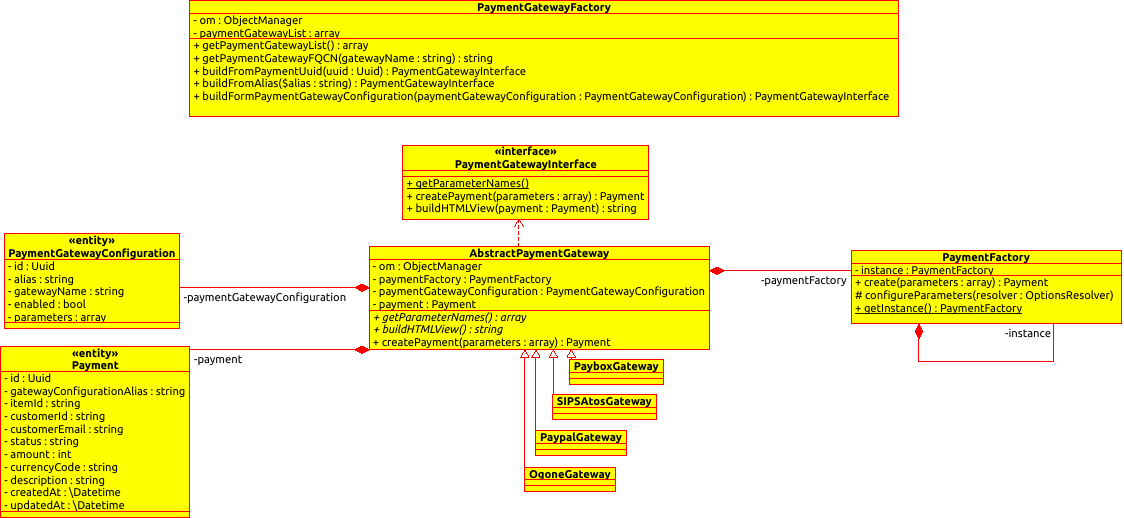 PaymentGatewayFactory
- om : ObjectManager
- paymentGatewayList : array
+ getPaymentGatewayList() : array
+ getPaymentGatewayFQCN(gatewayName : string) : string
+ buildFromPaymentUuid(uuid : Uuid) : PaymentGatewayInterface
+ buildFromAlias($alias : string) : PaymentGatewayInterface
+ buildFormPaymentGatewayConfiguration(paymentGatewayConfiguration : PaymentGatewayConfiguration) : PaymentGatewayInterface
«interface»
PaymentGatewayInterface
+ getParameterNames()
+ createPayment(parameters : array) : Payment
+ buildHTMLView(payment : Payment) : string
«entity»
PaymentGatewayConfiguration
- id : Uuid
- alias : string
- gatewayName : string
- enabled : bool
- parameters : array
-paymentGatewayConfiguration
AbstractPaymentGateway
- om : ObjectManager
- paymentFactory : PaymentFactory
- paymentGatewayConfiguration : PaymentGatewayConfiguration
- payment : Payment
+ getParameterNames() : array
+ buildHTMLView() : string
+ createPayment(parameters : array) : Payment
-paymentFactory
PaymentFactory
- instance : PaymentFactory
+ create(parameters : array) : Payment
# configureParameters(resolver : OptionsResolver)
+ getInstance() : PaymentFactory
-instance
«entity»
Payment
- id : Uuid
- gatewayConfigurationAlias : string
- itemId : string
- customerId : string
- customerEmail : string
- status : string
- amount : int
- currencyCode : string
- description : string
- createdAt : \Datetime
- updatedAt : \Datetime
-payment
PayboxGateway
SIPSAtosGateway
PaypalGateway
OgoneGateway